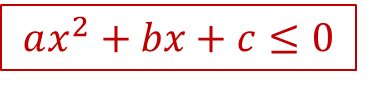 ax² + bx + c ≤ 0